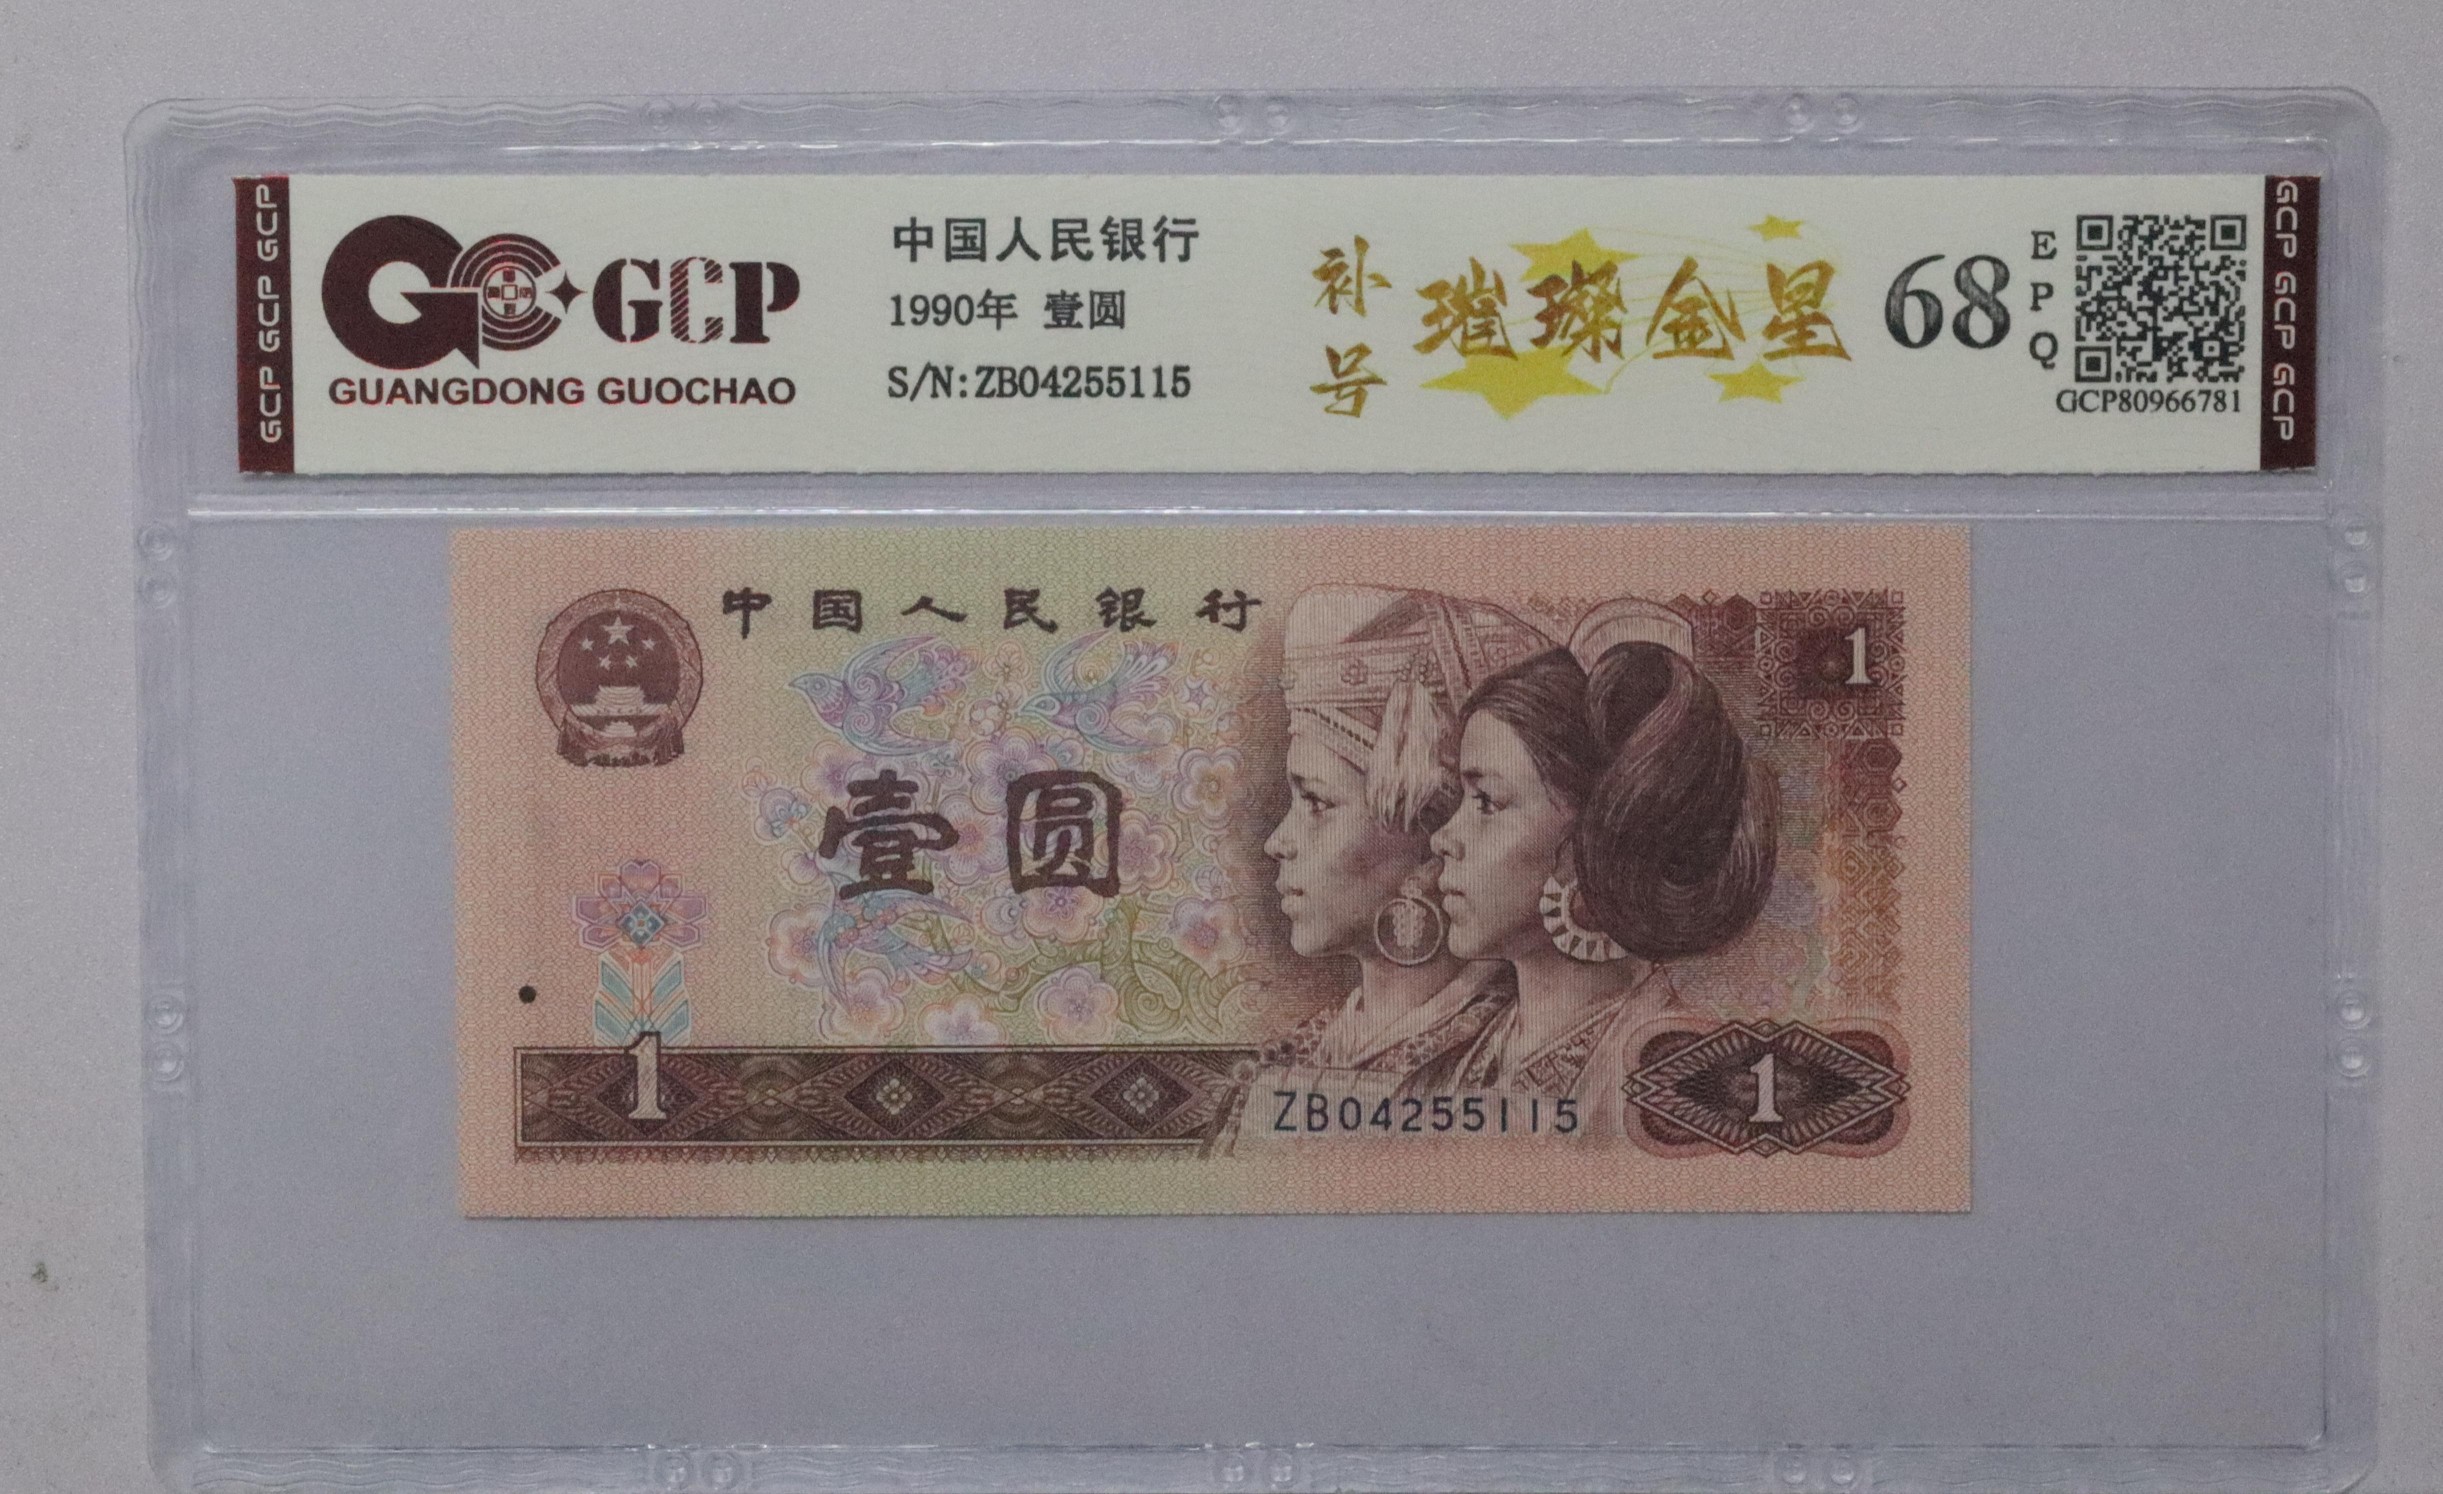 GCP GCP GCP
GCP
GUANGDONG GUOCHAO
中国人民银行
1990年 壹圆
S/N:ZB04255115
补号
璀璨金星
68
EPQ
GCP80966781
GCP GCP GCP
中国人民银行
1
壹圆
1
ZB04255115
1